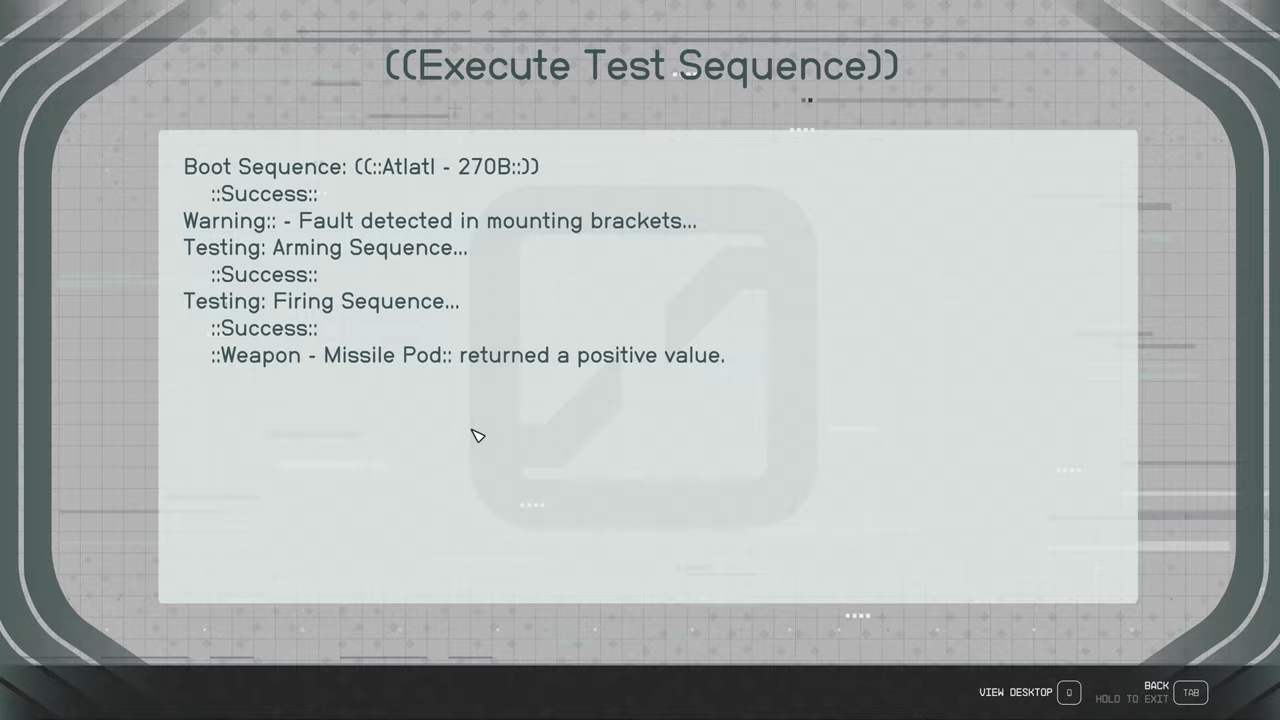 ((Execute Test Sequence))
Boot Sequence: ((::Atlatl - 270B::))
::Success::
Warning:: - Fault detected in mounting brackets...
Testing: Arming Sequence...
::Success::
Testing: Firing Sequence...
::Success::
::Weapon - Missile Pod:: returned a positive value.
VIEW DESKTOP Q
BACK
HOLD TO EXIT TAB